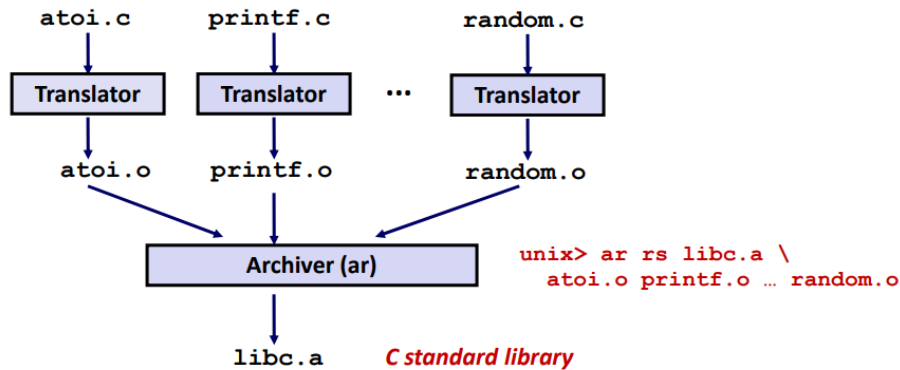 atoi.c printf.c random.c
Translator Translator ... Translator
atoi.o printf.o random.o
Archiver (ar)
unix> ar rs libc.a \
atoi.o printf.o … random.o
libc.a C standard library